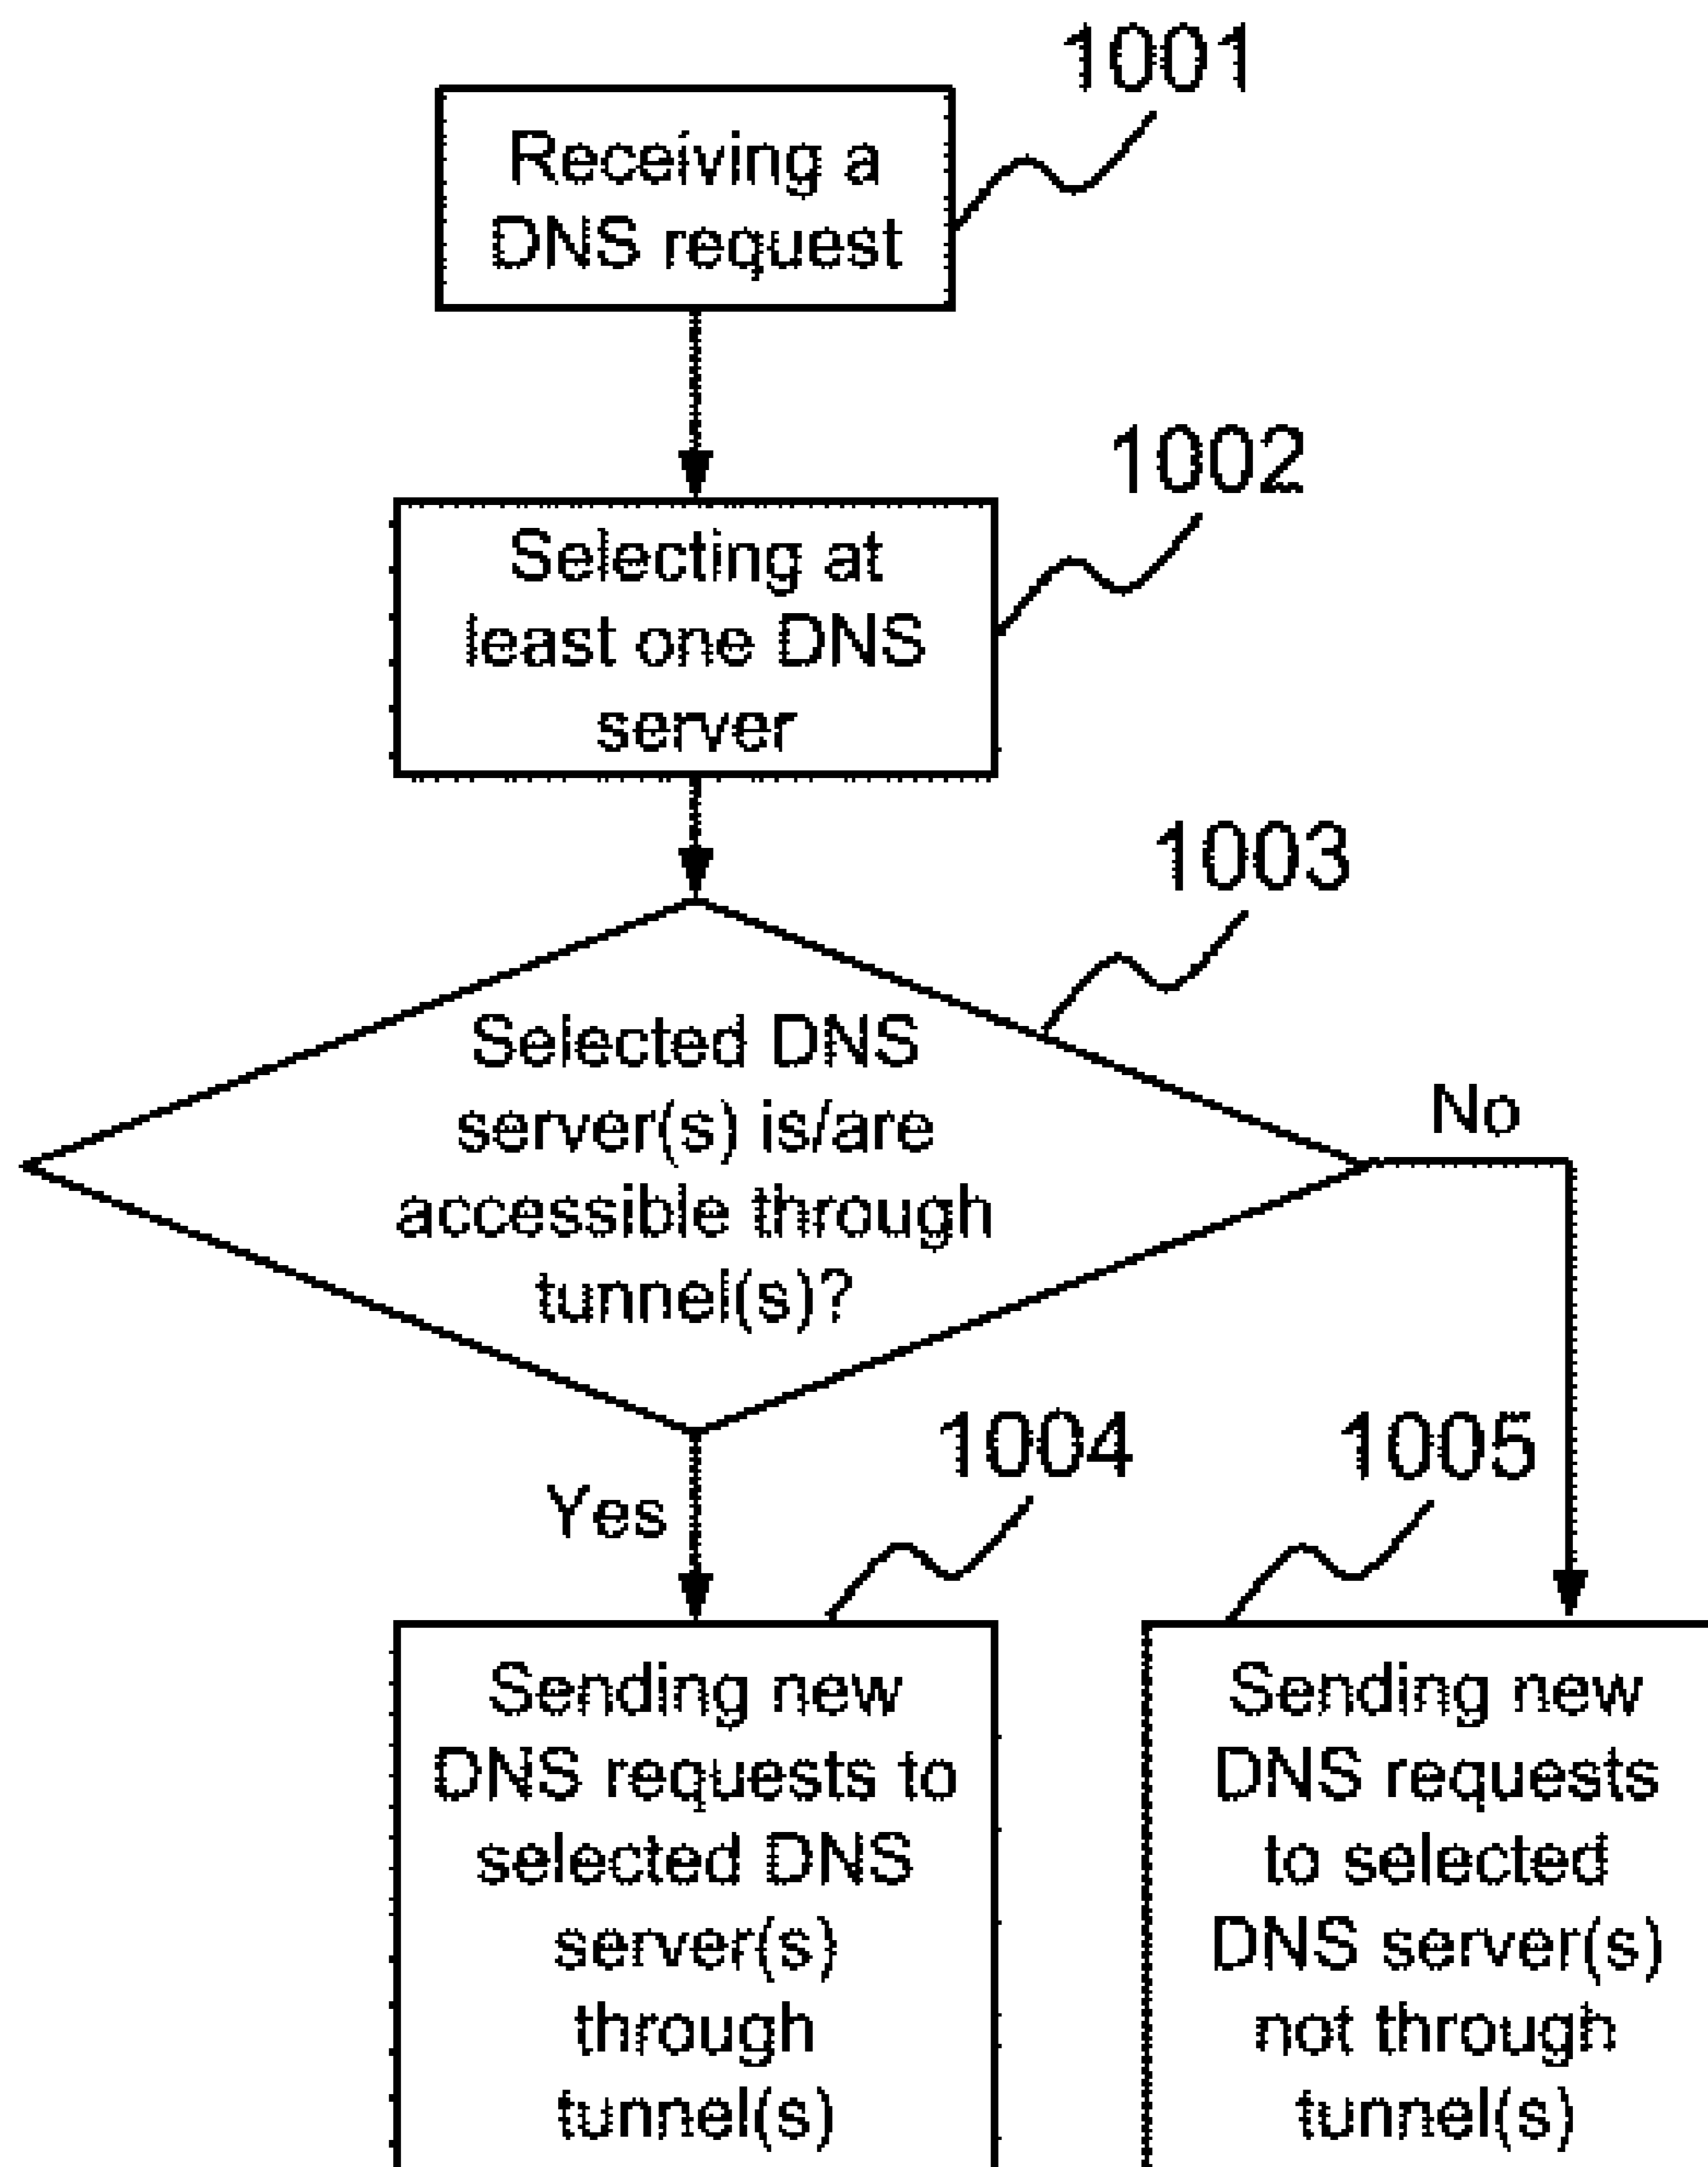 1001
Receiving a
DNS request
1002
Selecting at
least one DNS
server
1003
Selected DNS
server(s) is/are
accessible through
tunnel(s)?
No
Yes
1004
1005
Sending new
DNS requests to
selected DNS
server(s)
through
tunnel(s)
Sending new
DNS requests
to selected
DNS server(s)
not through
tunnel(s)